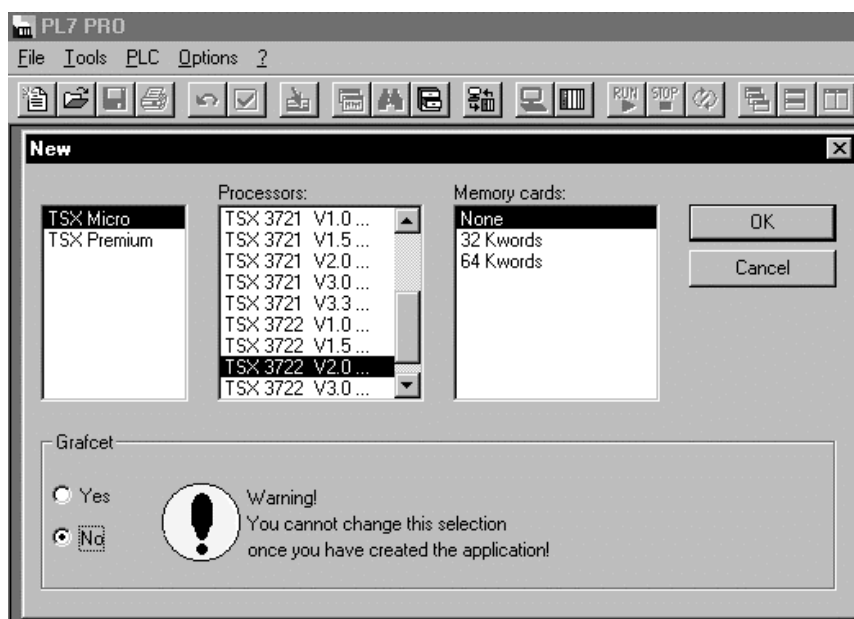 PL7 PRO
File Tools PLC Options ?
RUN STOP
New
Processors:
Memory cards:
TSX Micro
TSX Premium
TSX 3721 V1.0 ...
TSX 3721 V1.5 ...
TSX 3721 V2.0 ...
TSX 3721 V3.0 ...
TSX 3721 V3.3 ...
TSX 3722 V1.0 ...
TSX 3722 V1.5 ...
TSX 3722 V2.0 ...
TSX 3722 V3.0 ...
None
32 Kwords
64 Kwords
OK
Cancel
Grafcet
Yes
No
Warning!
You cannot change this selection
once you have created the application!